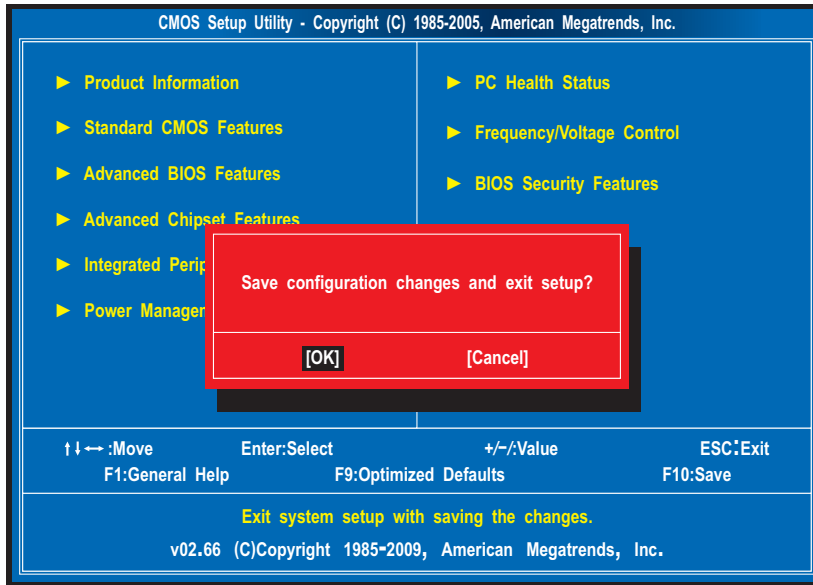 CMOS Setup Utility - Copyright (C) 1985-2005, American Megatrends, Inc.
► Product Information
► Standard CMOS Features
► Advanced BIOS Features
► Advanced Chipset Features
► Integrated Perip
► Power Manager
► PC Health Status
► Frequency/Voltage Control
► BIOS Security Features
Save configuration changes and exit setup?
[OK] [Cancel]
↑↓↔:Move Enter:Select +/-/:Value ESC:Exit
F1:General Help F9:Optimized Defaults F10:Save
Exit system setup with saving the changes.
v02.66 (C)Copyright 1985-2009, American Megatrends, Inc.